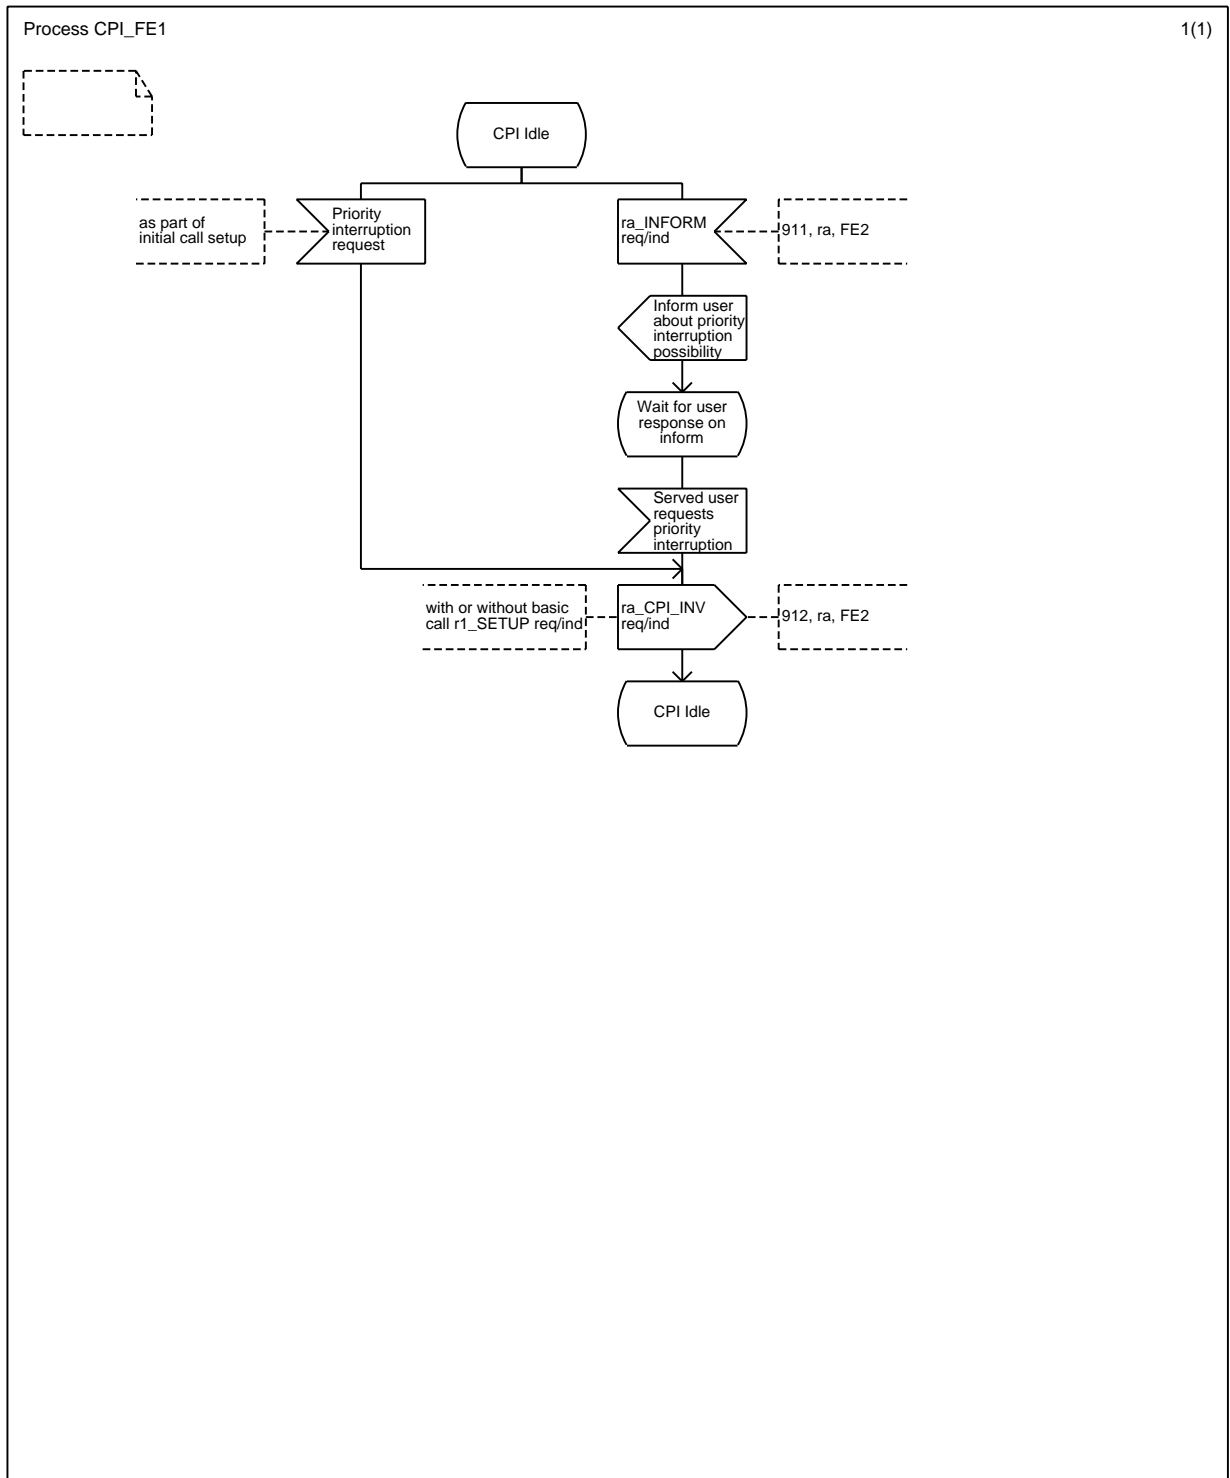 Process CPI_FE1
1(1)
CPI Idle
as part of
initial call setup
Priority
interruption
request
ra_INFORM
req/ind
911, ra, FE2
Inform user
about priority
interruption
possibility
Wait for user
response on
inform
Served user
requests
priority
interruption
with or without basic
call r1_SETUP req/ind
ra_CPI_INV
req/ind
912, ra, FE2
CPI Idle